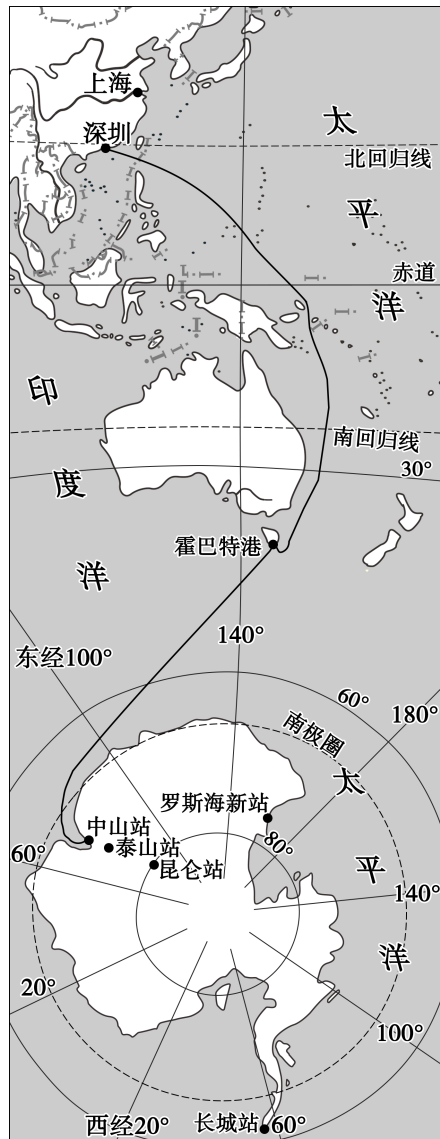 上海
太
深圳
北回归线
平
赤道
洋
印
南回归线
30°
度
霍巴特港
洋
140°
东经100°
60°
180°
南极圈
太
罗斯海新站
中山站
80°
60°
泰山站
平
昆仑站
140°
洋
20°
100°
西经20°
长城站
60°